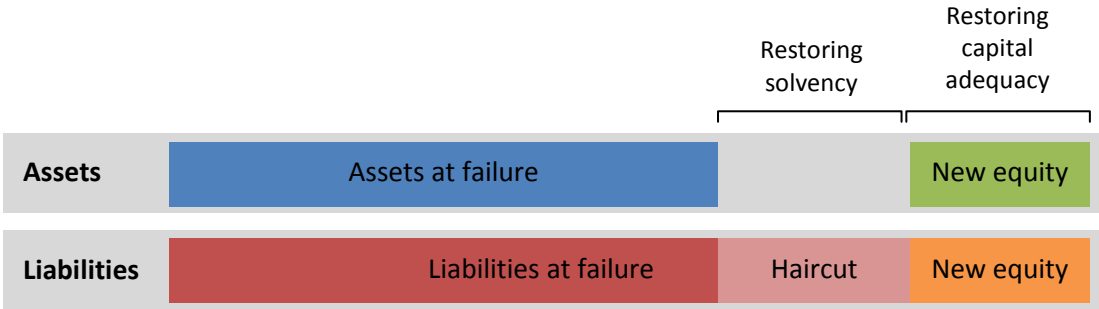 Restoring
capital
adequacy
Restoring
solvency
Assets
Assets at failure
New equity
Liabilities
Liabilities at failure
Haircut
New equity